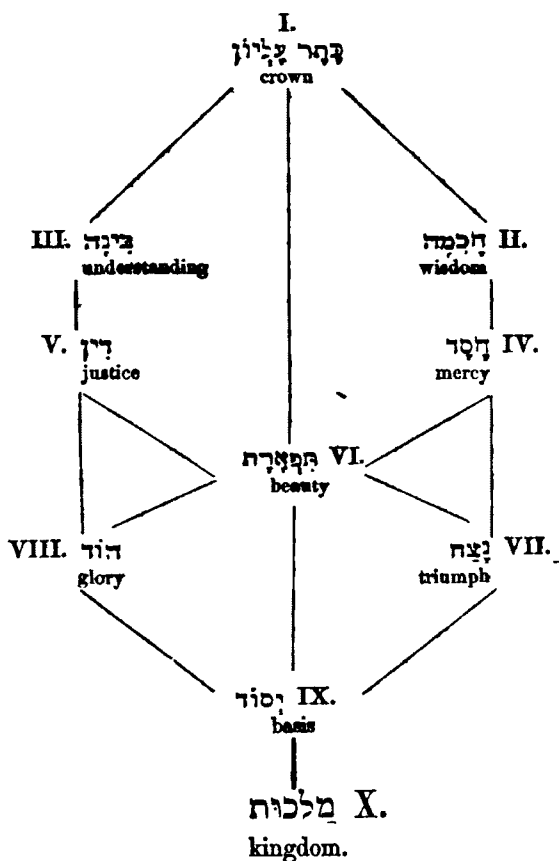 I.
כֶּתֶר עֶלְיוֹן
crown
III. בִּינָה
understanding
חָכְמָה II.
wisdom
V. דִּין
justice
חֶסֶד IV.
mercy
תִּפְאֶרֶת VI.
beauty
VIII. הוֹד
glory
נֶצַח VII.
triumph
יְסוֹד IX.
basis
מַלְכוּת X.
kingdom.